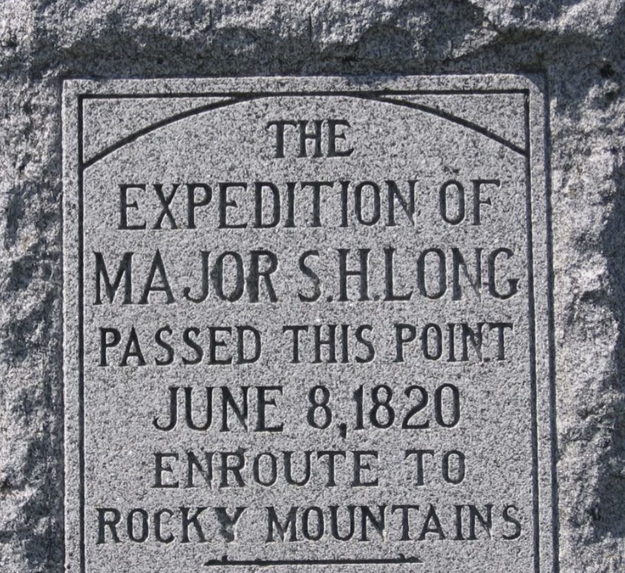 THE
EXPEDITION OF
MAJOR S.H.LONG
PASSED THIS POINT
JUNE 8,1820
ENROUTE TO
ROCKY MOUNTAINS